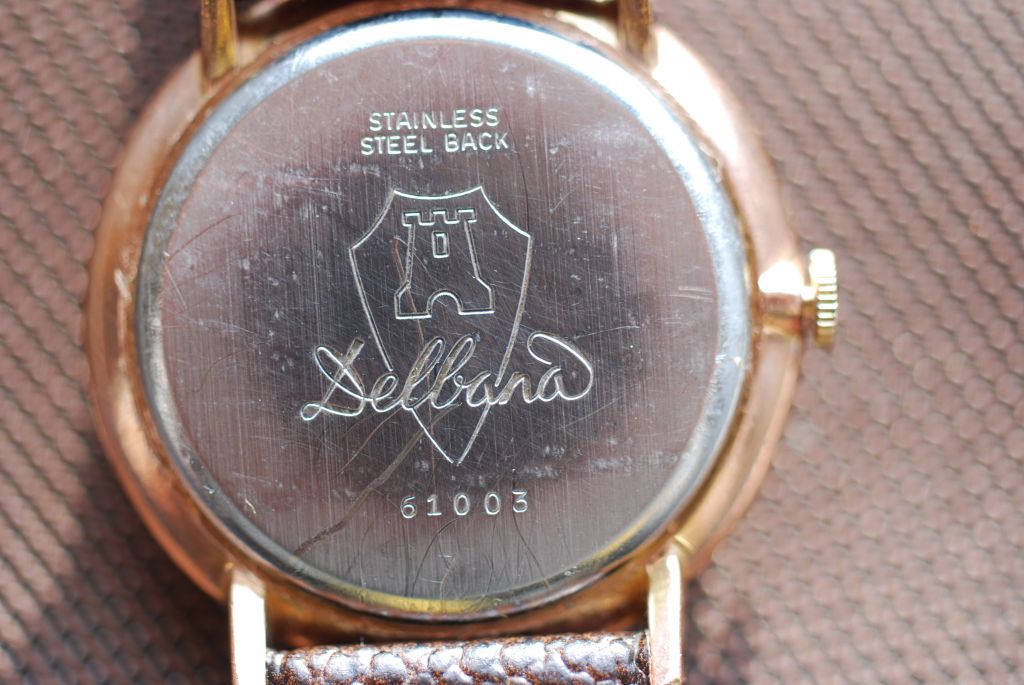 STAINLESS
STEEL BACK
Delbana
61003